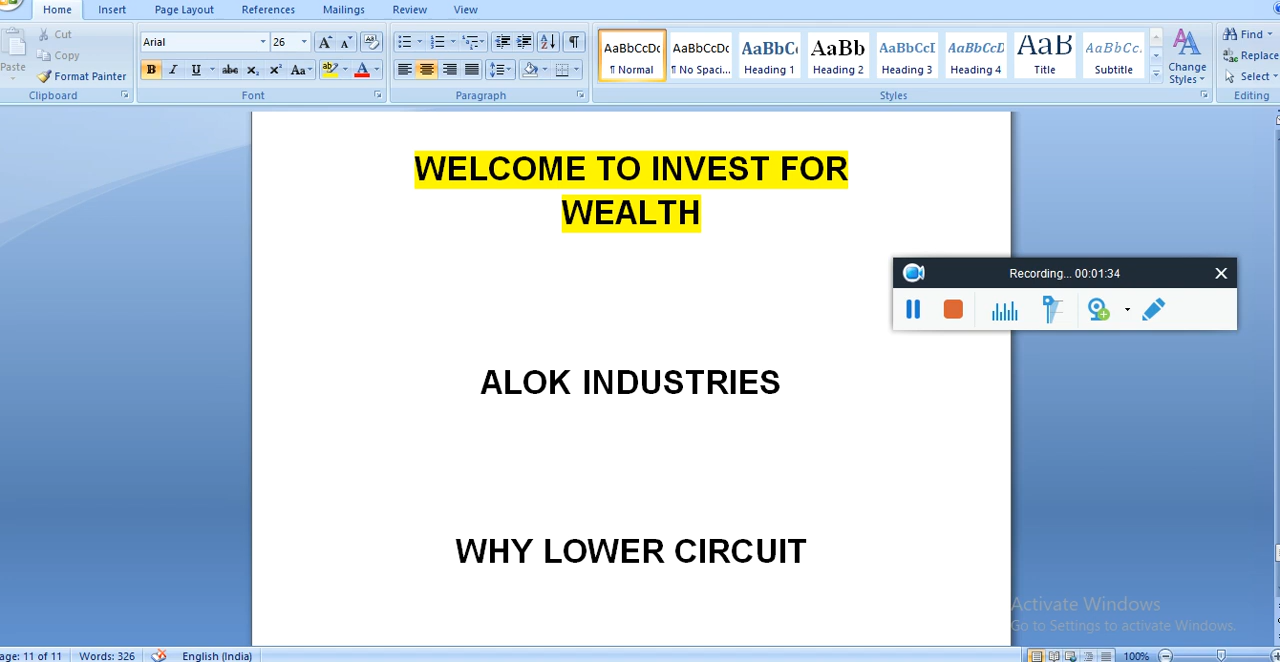 Home Insert Page Layout References Mailings Review View
Cut
Copy
Paste
Format Painter
Clipboard
Arial 26
Font
Paragraph
AaBbCcDc AaBbCcDc AaBbC AaBb AaBbCcI AaBbCcD AaB AaBbCc.
¶ Normal ¶ No Spaci... Heading 1 Heading 2 Heading 3 Heading 4 Title Subtitle
Change
Styles
Styles
Find
Replace
Select
Editing
WELCOME TO INVEST FOR
WEALTH
Recording... 00:01:34
ALOK INDUSTRIES
WHY LOWER CIRCUIT
Activate Windows
Go to Settings to activate Windows.
age: 11 of 11 Words: 326 English (India) 100%